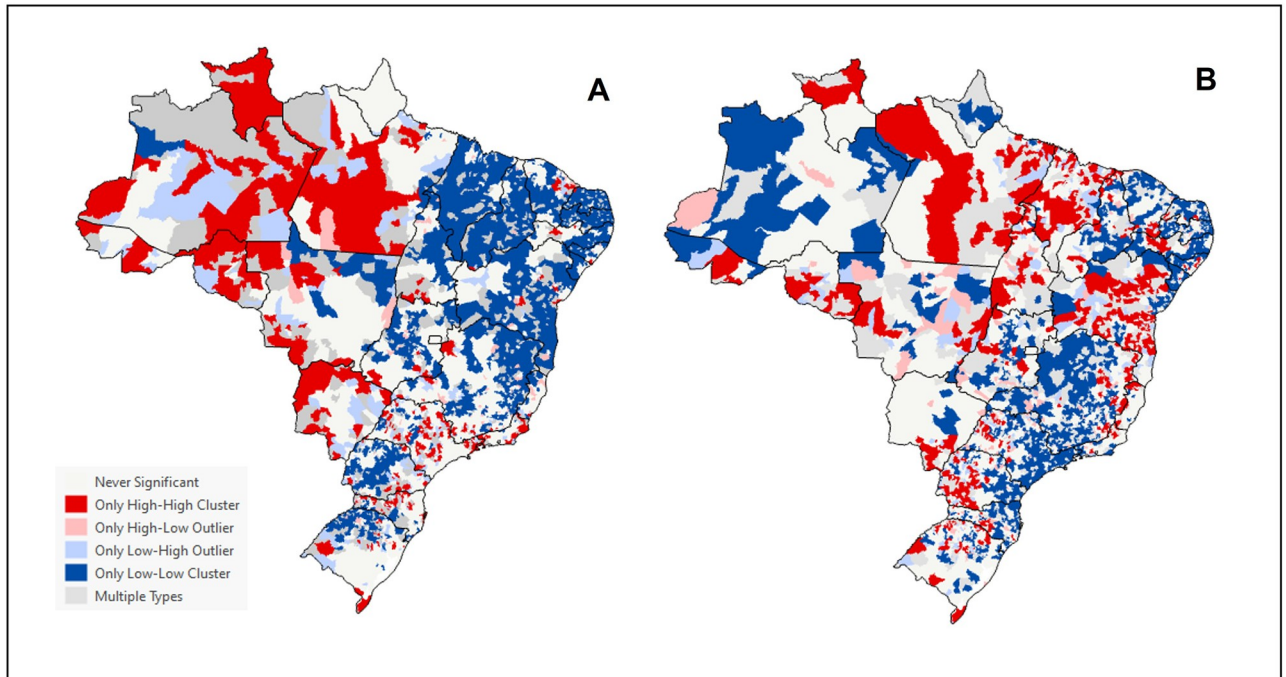 A
B
Never Significant
Only High-High Cluster
Only High-Low Outlier
Only Low-High Outlier
Only Low-Low Cluster
Multiple Types